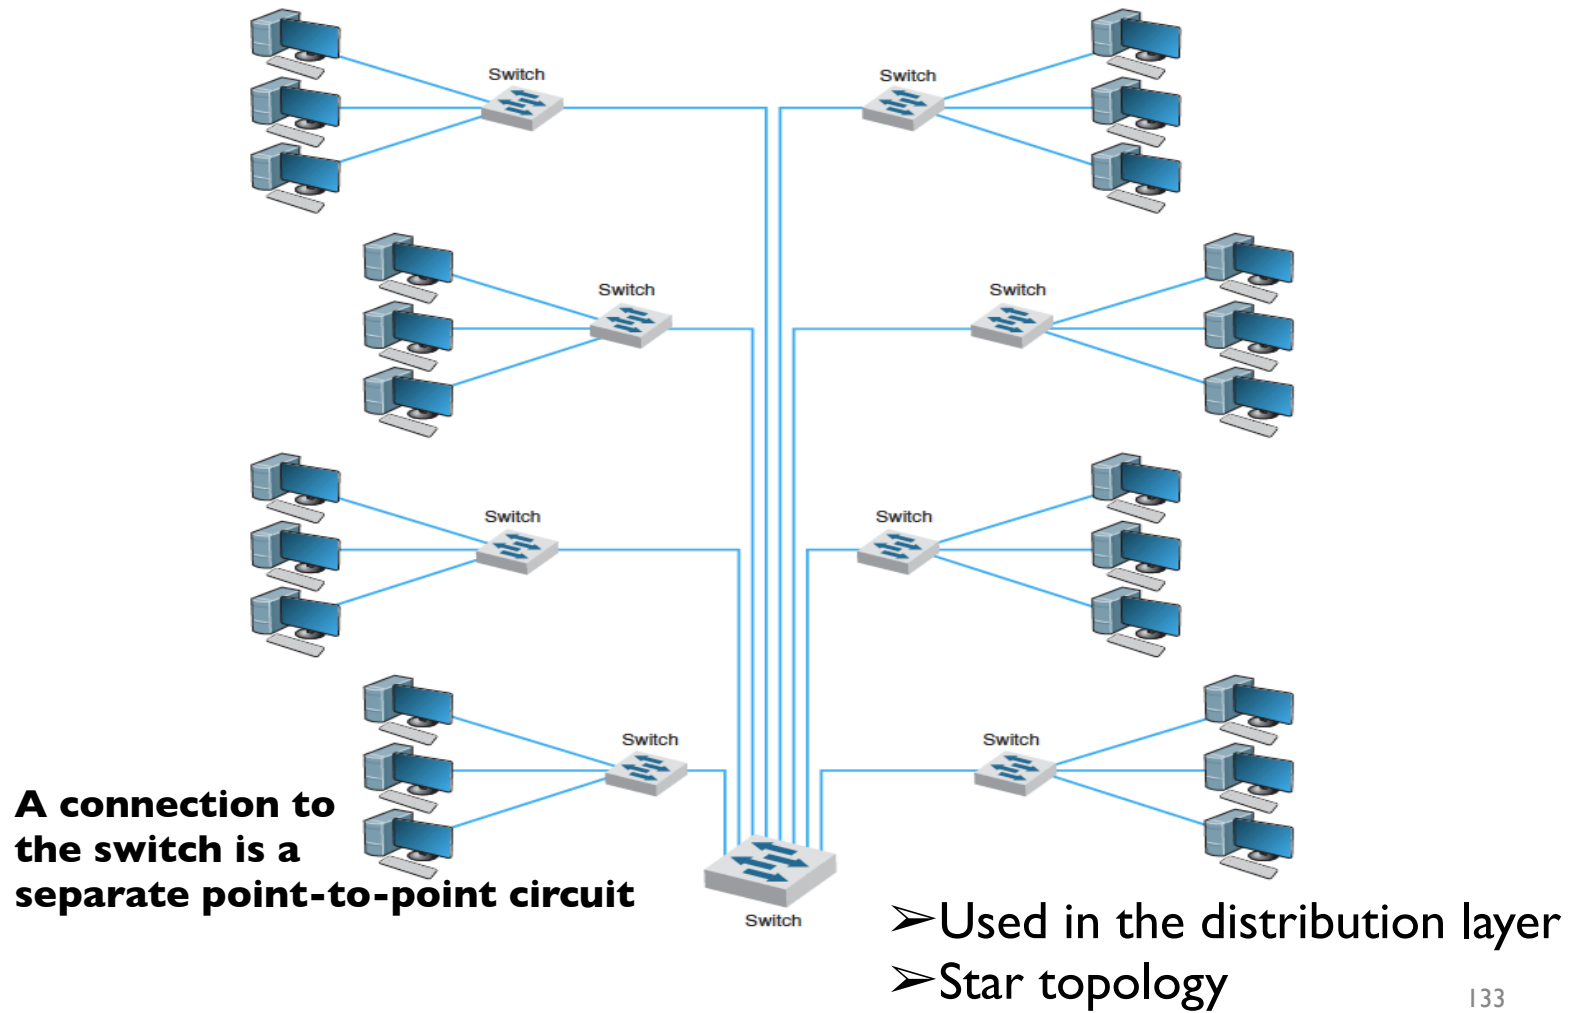 Switch
Switch
Switch
Switch
Switch
Switch
Switch
Switch
A connection to
the switch is a
separate point-to-point circuit
Switch
➢Used in the distribution layer
➢Star topology
133